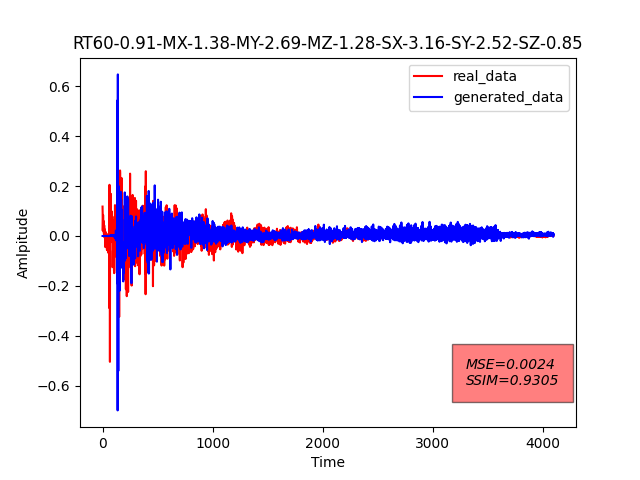 RT60-0.91-MX-1.38-MY-2.69-MZ-1.28-SX-3.16-SY-2.52-SZ-0.85
real_data
generated_data
0.6
0.4
0.2
0.0
−0.2
−0.4
−0.6
Amlpitude
MSE=0.0024
SSIM=0.9305
0 1000 2000 3000 4000
Time